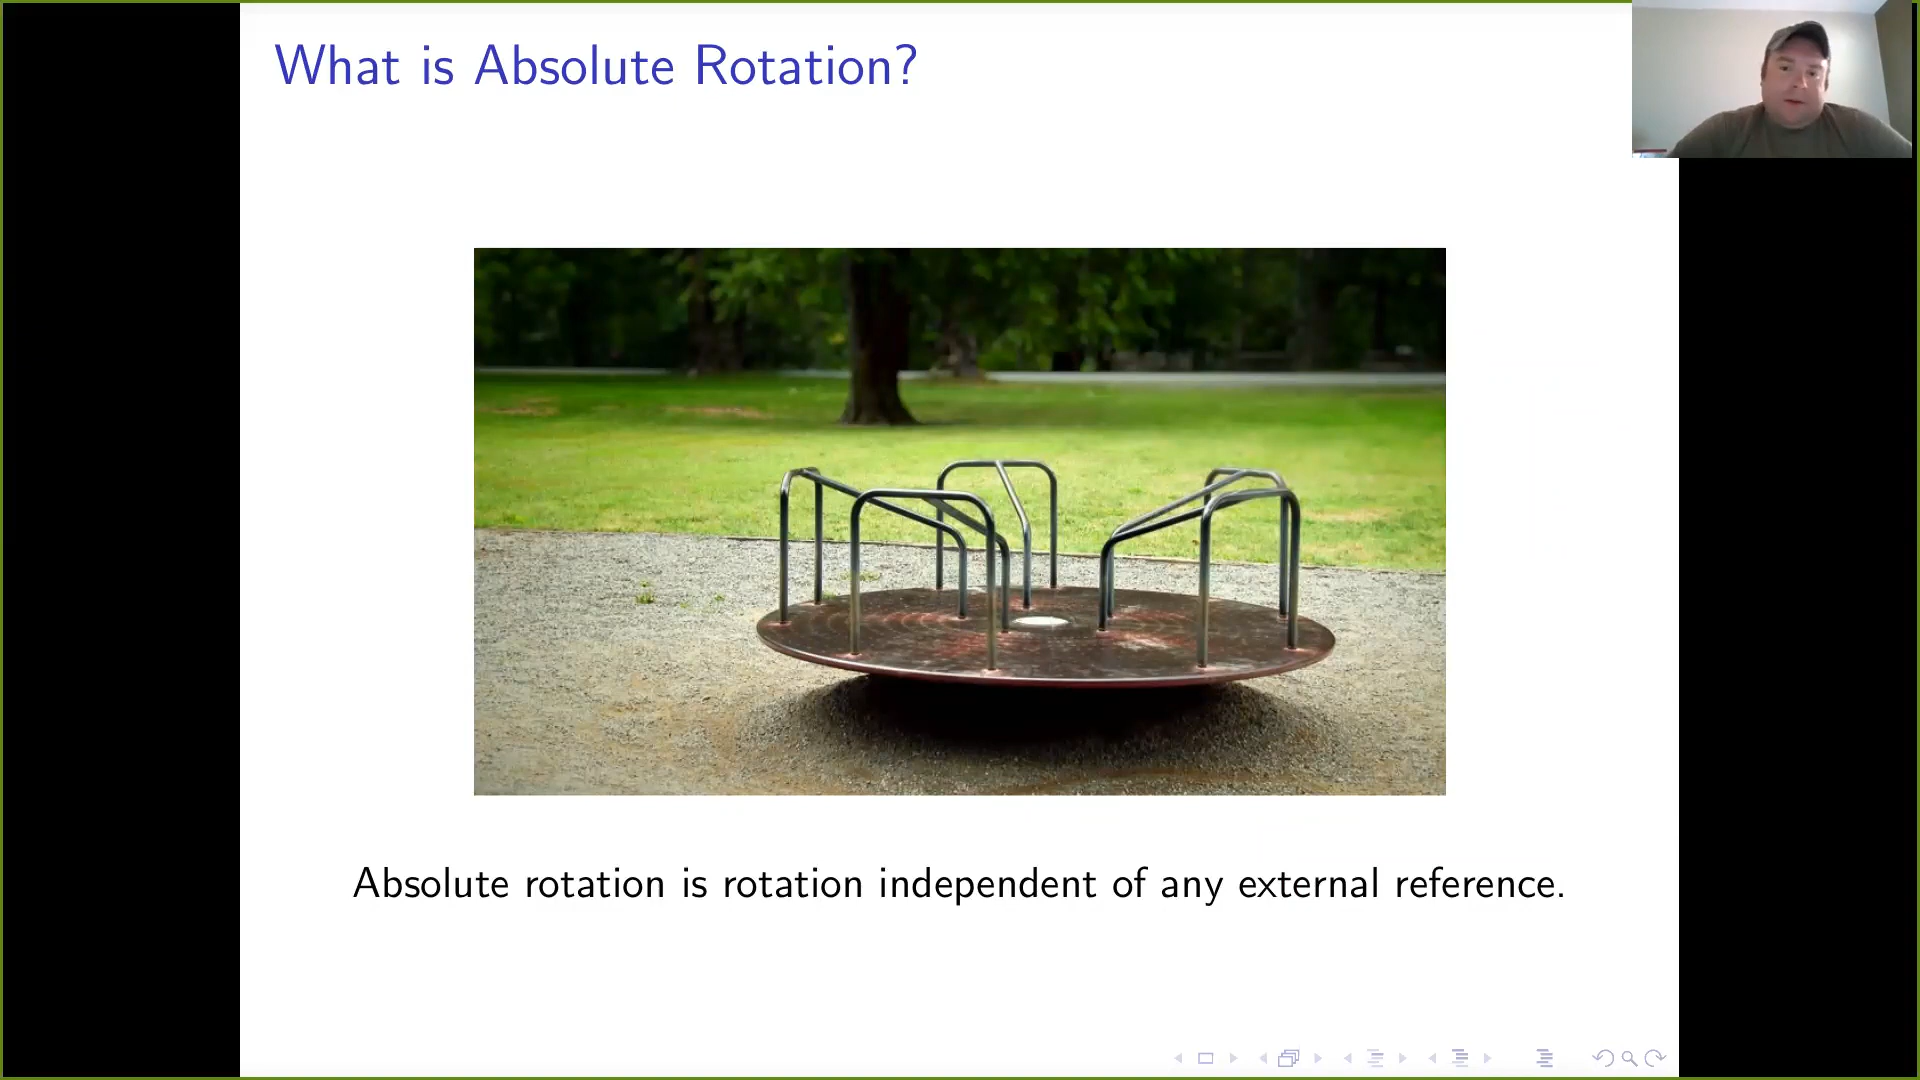 What is Absolute Rotation?
Absolute rotation is rotation independent of any external reference.